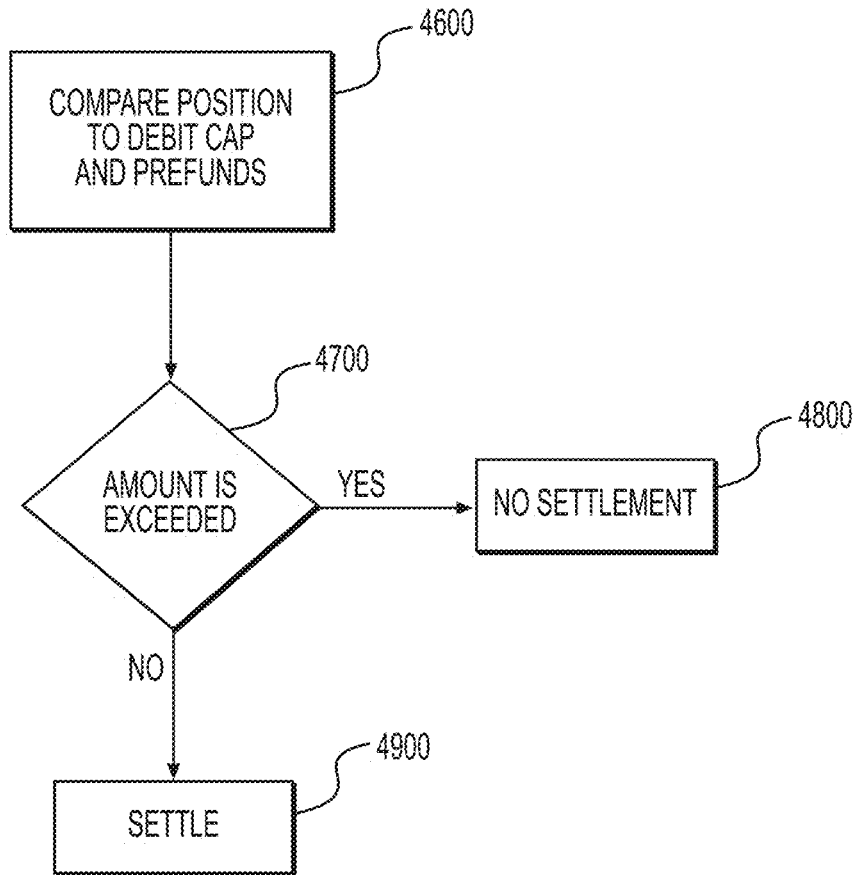 4600
COMPARE POSITION
TO DEBIT CAP
AND PREFUNDS
4700
AMOUNT IS
EXCEEDED
YES
4800
NO SETTLEMENT
NO
4900
SETTLE